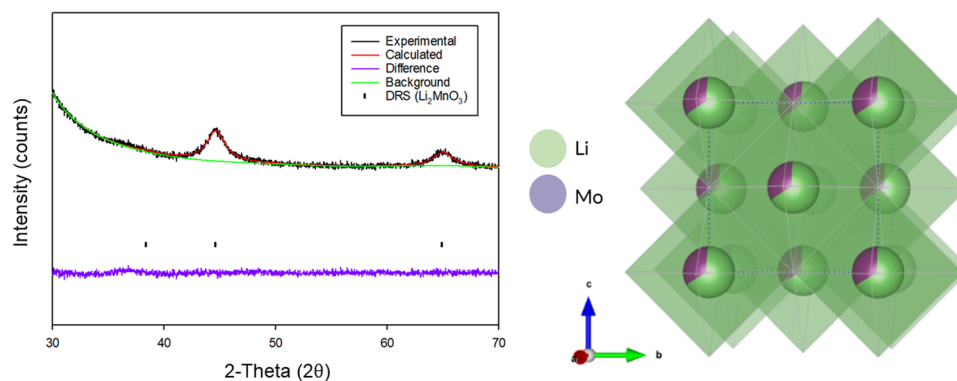 Experimental
Calculated
Difference
Background
DRS (Li₂MnO₃)
Intensity (counts)
30
40
50
60
70
2-Theta (2θ)
Li
Mo
c
a
b